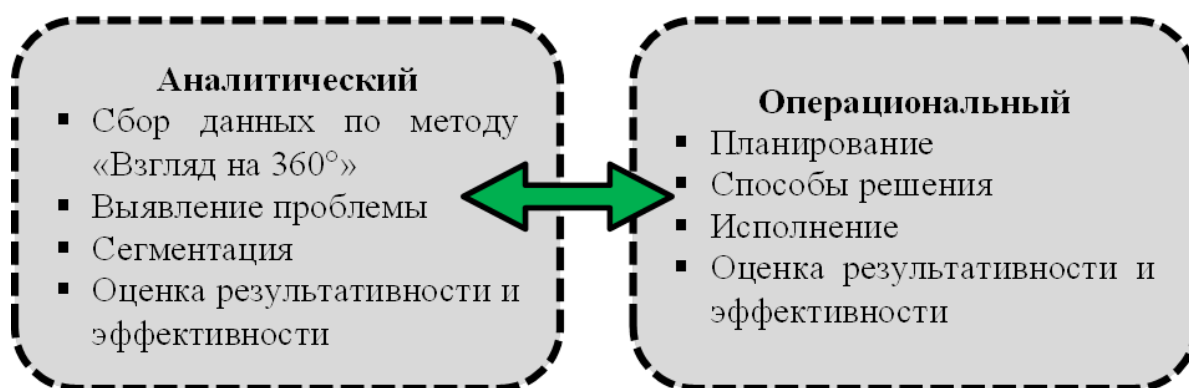 Аналитический
▪ Сбор данных по методу
«Взгляд на 360°»
▪ Выявление проблемы
▪ Сегментация
▪ Оценка результативности и
эффективности
Операциональный
▪ Планирование
▪ Способы решения
▪ Исполнение
▪ Оценка результативности и
эффективности